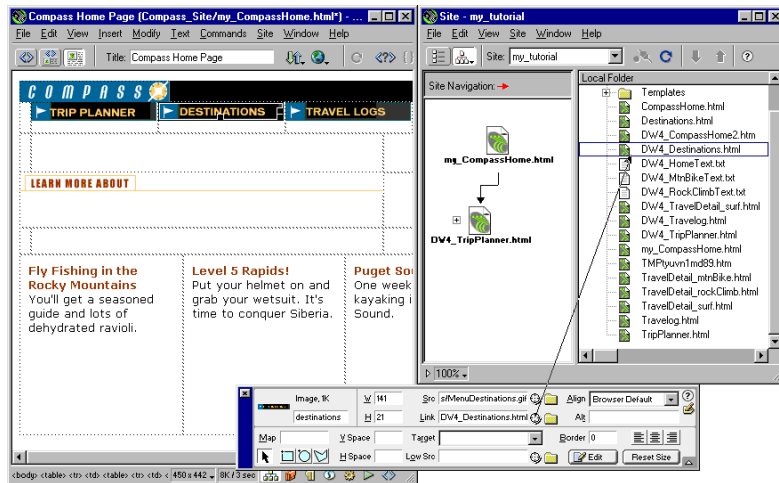 Compass Home Page (Compass_Site/my_CompassHome.html*) - ...
File Edit View Insert Modify Text Commands Site Window Help
Title: Compass Home Page
<?> {}
COMPASS
TRIP PLANNER DESTINATIONS TRAVEL LOGS
LEARN MORE ABOUT
Fly Fishing in the
Rocky Mountains
You'll get a seasoned
guide and lots of
dehydrated ravioli.
Level 5 Rapids!
Put your helmet on and
grab your wetsuit. It's
time to conquer Siberia.
Puget Sou
One week
kayaking i
Sound.
<body> <table> <tr> <td> <table> <tr> <td> < 450 x 442 8K / 3 sec
Site - my_tutorial
File Edit View Site Window Help
Site: my_tutorial
Site Navigation:
my_CompassHome.html
DW4_TripPlanner.html
100%
Local Folder
Templates
CompassHome.html
Destinations.html
DW4_CompassHome2.htm
DW4_Destinations.html
DW4_HomeText.txt
DW4_MtnBikeText.txt
DW4_RockClimbText.txt
DW4_TravelDetail_surf.html
DW4_Travelog.html
DW4_TripPlanner.html
my_CompassHome.html
TMPtyuvn1md89.htm
TravelDetail_mtnBike.html
TravelDetail_rockClimb.html
TravelDetail_surf.html
Travelog.html
TripPlanner.html
Image, 1K W 141 Src s/MenuDestinations.gif Align Browser Default
destinations H 21 Link DW4_Destinations.html Alt
Map V Space Target Border 0
H Space Low Src Edit Reset Size